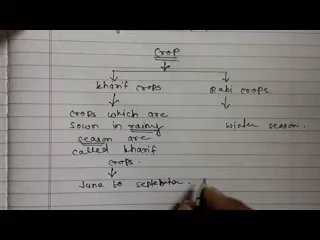 Crop
Kharif crops
Rabi crops
crops which are
sown in rainy
winter season.
season are
called kharif
crops.
June to september.